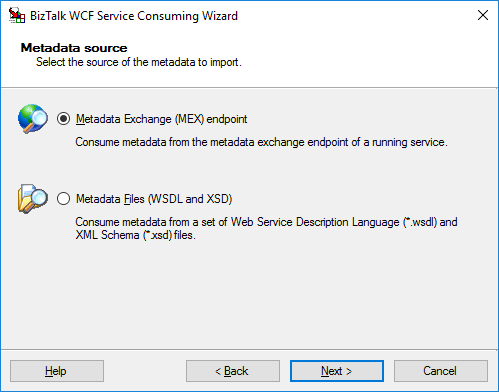 BizTalk WCF Service Consuming Wizard
Metadata source
Select the source of the metadata to import.
Metadata Exchange (MEX) endpoint
Consume metadata from the metadata exchange endpoint of a running service.
Metadata Files (WSDL and XSD)
Consume metadata from a set of Web Service Description Language (*.wsdl) and
XML Schema (*.xsd) files.
Help
< Back
Next >
Cancel